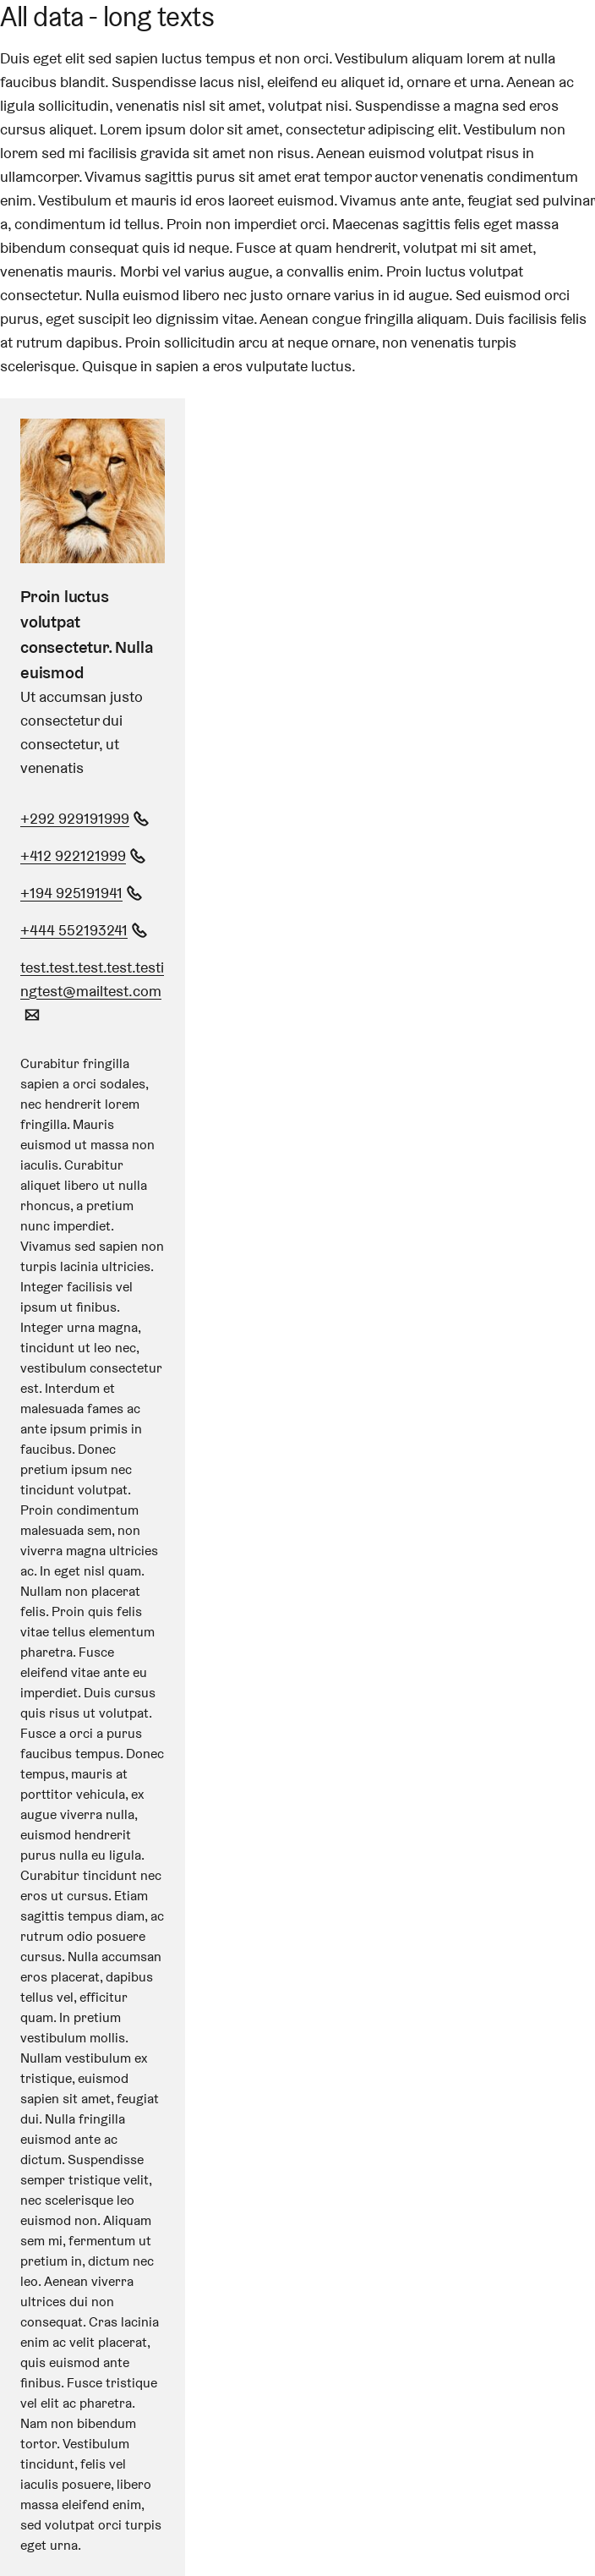 All data - long texts
Duis eget elit sed sapien luctus tempus et non orci. Vestibulum aliquam lorem at nulla
faucibus blandit. Suspendisse lacus nisl, eleifend eu aliquet id, ornare et urna. Aenean ac
ligula sollicitudin, venenatis nisl sit amet, volutpat nisi. Suspendisse a magna sed eros
cursus aliquet. Lorem ipsum dolor sit amet, consectetur adipiscing elit. Vestibulum non
lorem sed mi facilisis gravida sit amet non risus. Aenean euismod volutpat risus in
ullamcorper. Vivamus sagittis purus sit amet erat tempor auctor venenatis condimentum
enim. Vestibulum et mauris id eros laoreet euismod. Vivamus ante ante, feugiat sed pulvinar
a, condimentum id tellus. Proin non imperdiet orci. Maecenas sagittis felis eget massa
bibendum consequat quis id neque. Fusce at quam hendrerit, volutpat mi sit amet,
venenatis mauris. Morbi vel varius augue, a convallis enim. Proin luctus volutpat
consectetur. Nulla euismod libero nec justo ornare varius in id augue. Sed euismod orci
purus, eget suscipit leo dignissim vitae. Aenean congue fringilla aliquam. Duis facilisis felis
at rutrum dapibus. Proin sollicitudin arcu at neque ornare, non venenatis turpis
scelerisque. Quisque in sapien a eros vulputate luctus.
Proin luctus
volutpat
consectetur. Nulla
euismod
Ut accumsan justo
consectetur dui
consectetur, ut
venenatis
+292 929191999
+412 922121999
+194 925191941
+444 552193241
test.test.test.test.testi
ngtest@mailtest.com
Curabitur fringilla
sapien a orci sodales,
nec hendrerit lorem
fringilla. Mauris
euismod ut massa non
iaculis. Curabitur
aliquet libero ut nulla
rhoncus, a pretium
nunc imperdiet.
Vivamus sed sapien non
turpis lacinia ultricies.
Integer facilisis vel
ipsum ut finibus.
Integer urna magna,
tincidunt ut leo nec,
vestibulum consectetur
est. Interdum et
malesuada fames ac
ante ipsum primis in
faucibus. Donec
pretium ipsum nec
tincidunt volutpat.
Proin condimentum
malesuada sem, non
viverra magna ultricies
ac. In eget nisl quam.
Nullam non placerat
felis. Proin quis felis
vitae tellus elementum
pharetra. Fusce
eleifend vitae ante eu
imperdiet. Duis cursus
quis risus ut volutpat.
Fusce a orci a purus
faucibus tempus. Donec
tempus, mauris at
porttitor vehicula, ex
augue viverra nulla,
euismod hendrerit
purus nulla eu ligula.
Curabitur tincidunt nec
eros ut cursus. Etiam
sagittis tempus diam, ac
rutrum odio posuere
cursus. Nulla accumsan
eros placerat, dapibus
tellus vel, efficitur
quam. In pretium
vestibulum mollis.
Nullam vestibulum ex
tristique, euismod
sapien sit amet, feugiat
dui. Nulla fringilla
euismod ante ac
dictum. Suspendisse
semper tristique velit,
nec scelerisque leo
euismod non. Aliquam
sem mi, fermentum ut
pretium in, dictum nec
leo. Aenean viverra
ultrices dui non
consequat. Cras lacinia
enim ac velit placerat,
quis euismod ante
finibus. Fusce tristique
vel elit ac pharetra.
Nam non bibendum
tortor. Vestibulum
tincidunt, felis vel
iaculis posuere, libero
massa eleifend enim,
sed volutpat orci turpis
eget urna.